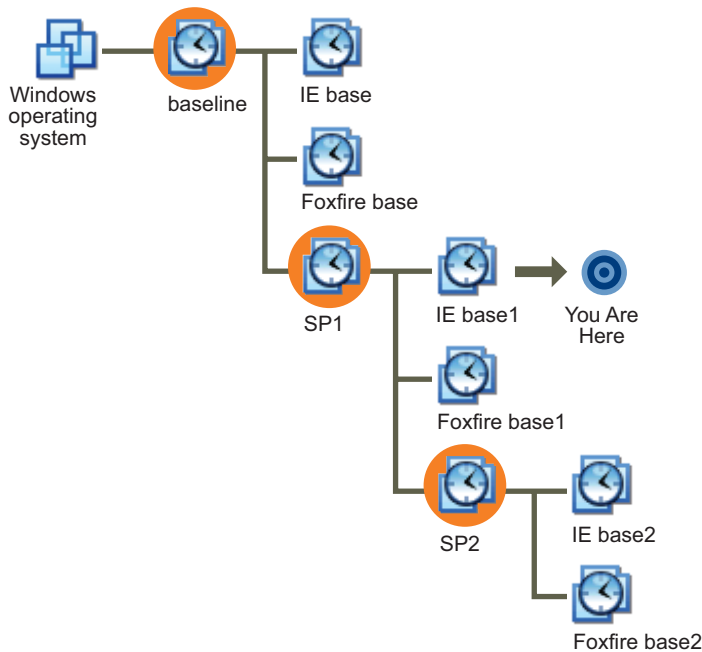 Windows
operating
system
baseline
IE base
Foxfire base
SP1
IE base1
You Are
Here
Foxfire base1
SP2
IE base2
Foxfire base2